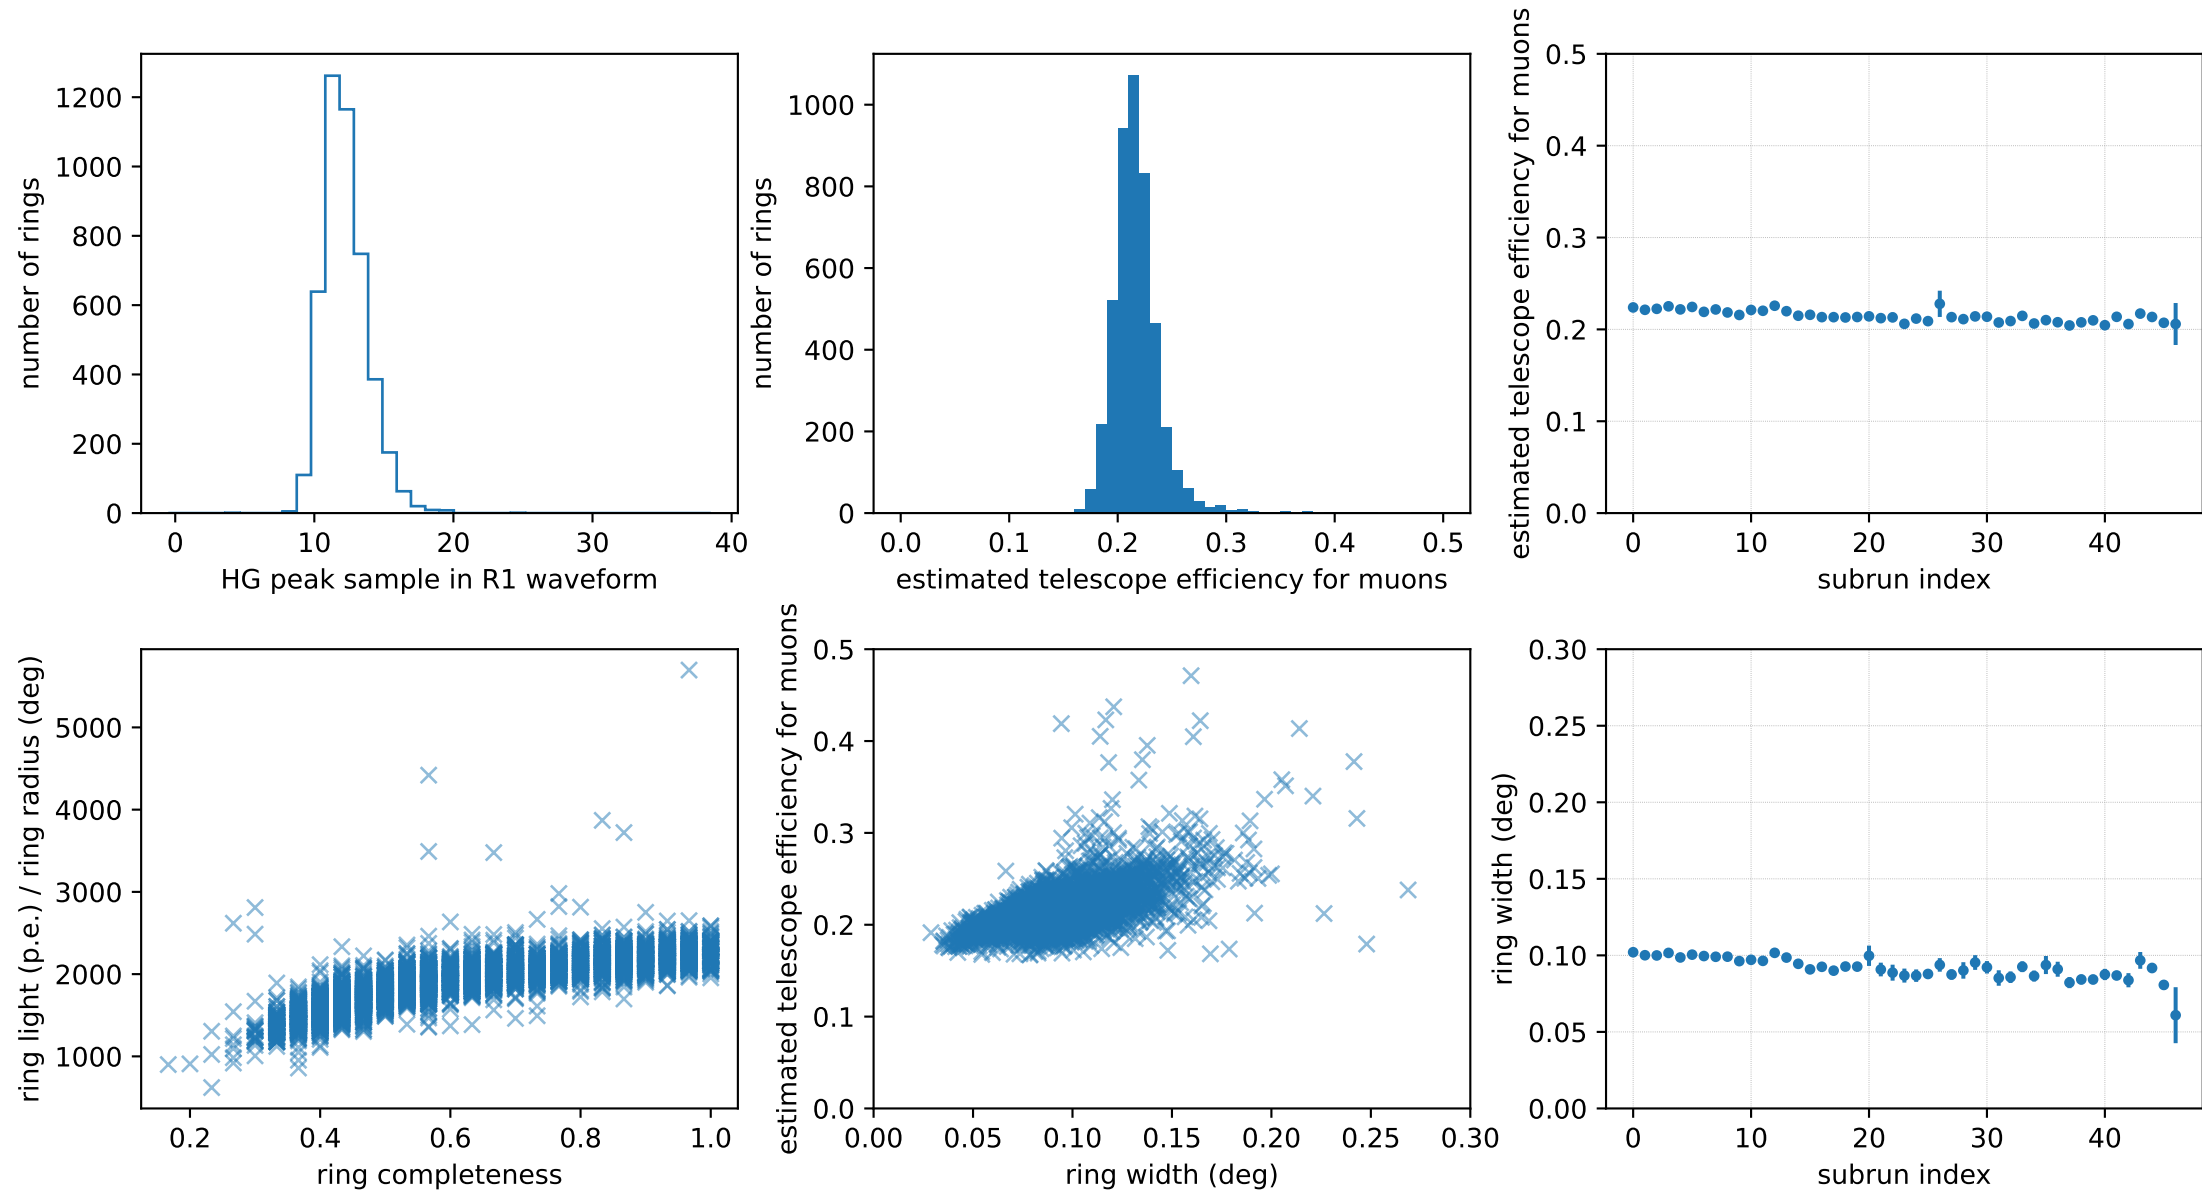 number of rings
1200
1000
800
600
400
200
0
0 10 20 30 40
HG peak sample in R1 waveform
number of rings
1000
800
600
400
200
0
0.0 0.1 0.2 0.3 0.4 0.5
estimated telescope efficiency for muons
estimated telescope efficiency for muons
0.5
0.4
0.3
0.2
0.1
0.0
0 10 20 30 40
subrun index
ring light (p.e.) / ring radius (deg)
5000
4000
3000
2000
1000
0.2 0.4 0.6 0.8 1.0
ring completeness
estimated telescope efficiency for muons
0.5
0.4
0.3
0.2
0.1
0.0
0.00 0.05 0.10 0.15 0.20 0.25 0.30
ring width (deg)
ring width (deg)
0.30
0.25
0.20
0.15
0.10
0.05
0.00
0 10 20 30 40
subrun index